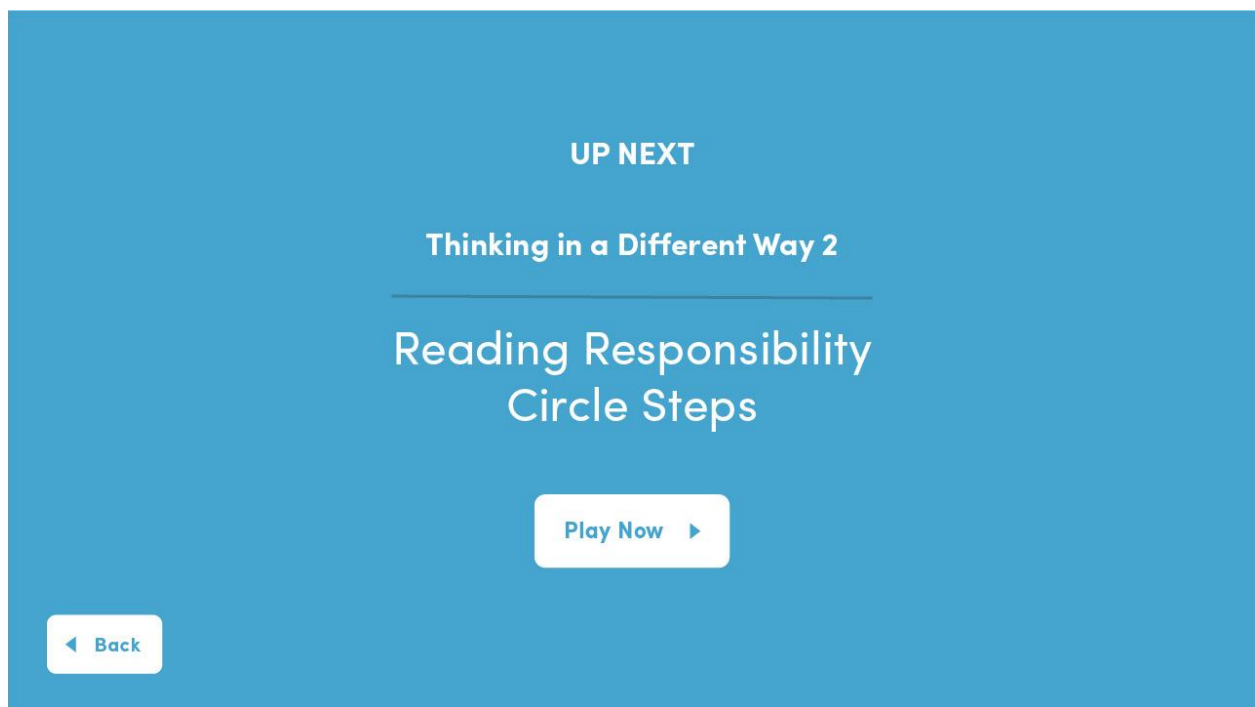 UP NEXT
Thinking in a Different Way 2
Reading Responsibility
Circle Steps
Play Now
Back